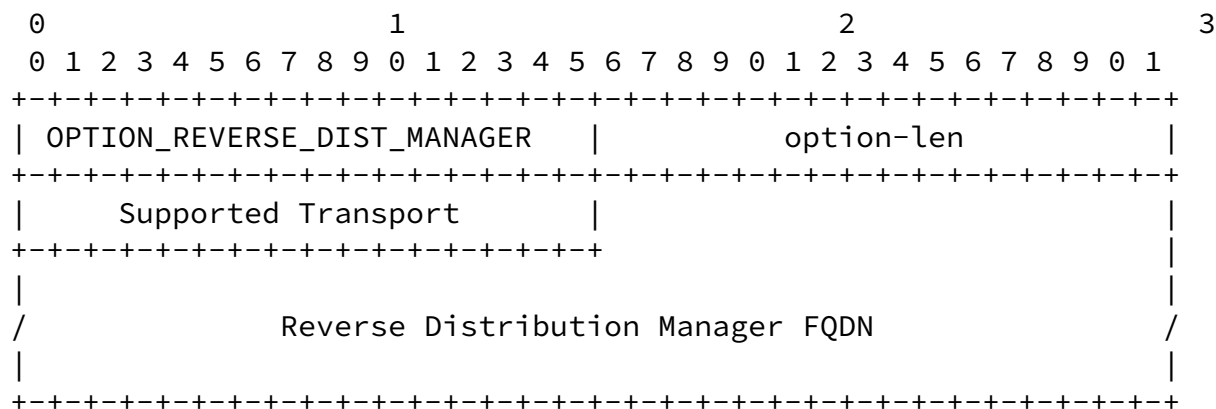 0                   1                        2                   3
 0 1 2 3 4 5 6 7 8 9 0 1 2 3 4 5 6 7 8 9 0 1 2 3 4 5 6 7 8 9 0 1
+-+-+-+-+-+-+-+-+-+-+-+-+-+-+-+-+-+-+-+-+-+-+-+-+-+-+-+-+-+-+-+-+
| OPTION_REVERSE_DIST_MANAGER   |          option-len           |
+-+-+-+-+-+-+-+-+-+-+-+-+-+-+-+-+-+-+-+-+-+-+-+-+-+-+-+-+-+-+-+-+
|     Supported Transport       |                               |
+-+-+-+-+-+-+-+-+-+-+-+-+-+-+-+-+                               |
|                                                               |
/              Reverse Distribution Manager FQDN                /
|                                                               |
+-+-+-+-+-+-+-+-+-+-+-+-+-+-+-+-+-+-+-+-+-+-+-+-+-+-+-+-+-+-+-+-+